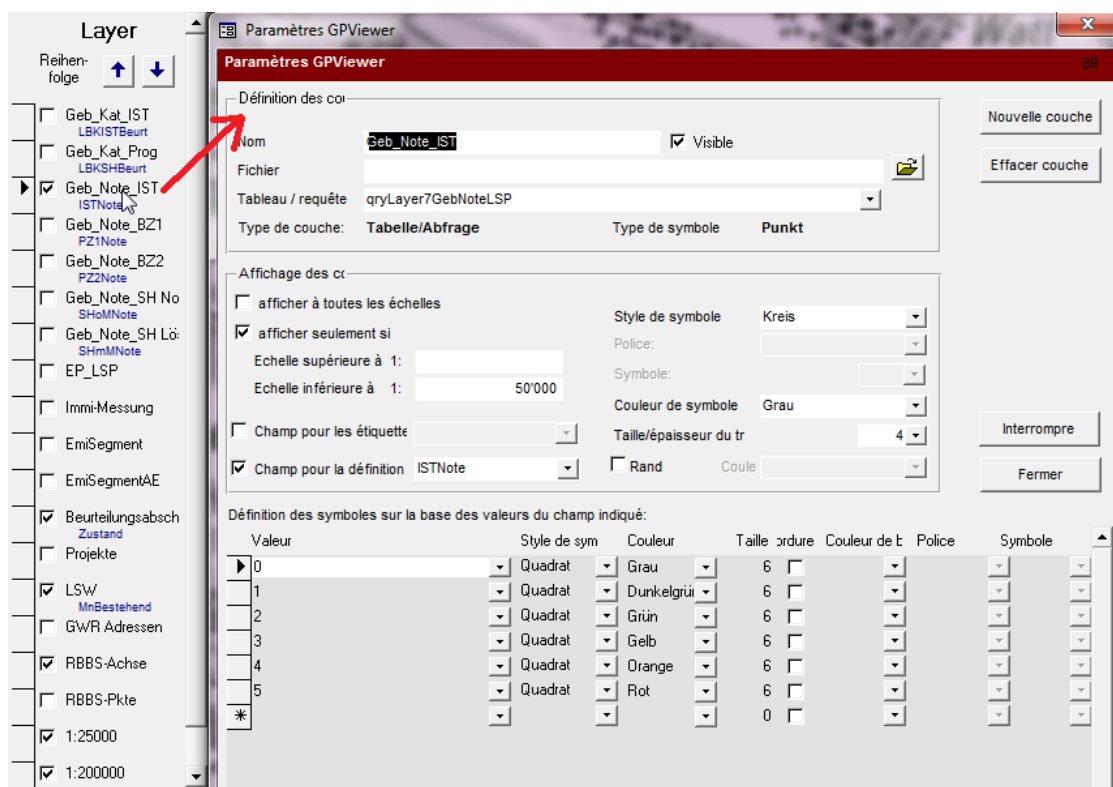 Layer
Reihen-
folge
Geb_Kat_IST
LBKISTBeurt
Geb_Kat_Prog
LBKSHBeurt
Geb_Note_IST
ISTNote
Geb_Note_BZ1
PZ1Note
Geb_Note_BZ2
PZ2Note
Geb_Note_SH No
SHoMNote
Geb_Note_SH Lö
SHmMNote
EP_LSP
Immi-Messung
EmiSegment
EmiSegmentAE
Beurteilungsabsch
Zustand
Projekte
LSW
MnBestehend
GWR Adressen
RBBS-Achse
RBBS-Pkte
1:25000
1:200000
Paramètres GPViewer
Watt
Paramètres GPViewer
89
Définition des cou
Nom Geb_Note_IST Visible
Fichier
Tableau / requête qryLayer7GebNoteLSP
Type de couche: Tabelle/Abfrage Type de symbole Punkt
Nouvelle couche
Effacer couche
Affichage des co
afficher à toutes les échelles
afficher seulement si
Echelle supérieure à 1:
Echelle inférieure à 1: 50'000
Champ pour les étiquette
Champ pour la définition ISTNote
Style de symbole Kreis
Police:
Symbole:
Couleur de symbole Grau
Taille/épaisseur du tr 4
Rand Coule
Interrompre
Fermer
Définition des symboles sur la base des valeurs du champ indiqué:
Valeur Style de sym Couleur Taille ordure Couleur de b Police Symbole
0 Quadrat Grau 6
1 Quadrat Dunkelgrü 6
2 Quadrat Grün 6
3 Quadrat Gelb 6
4 Quadrat Orange 6
5 Quadrat Rot 6
* 0